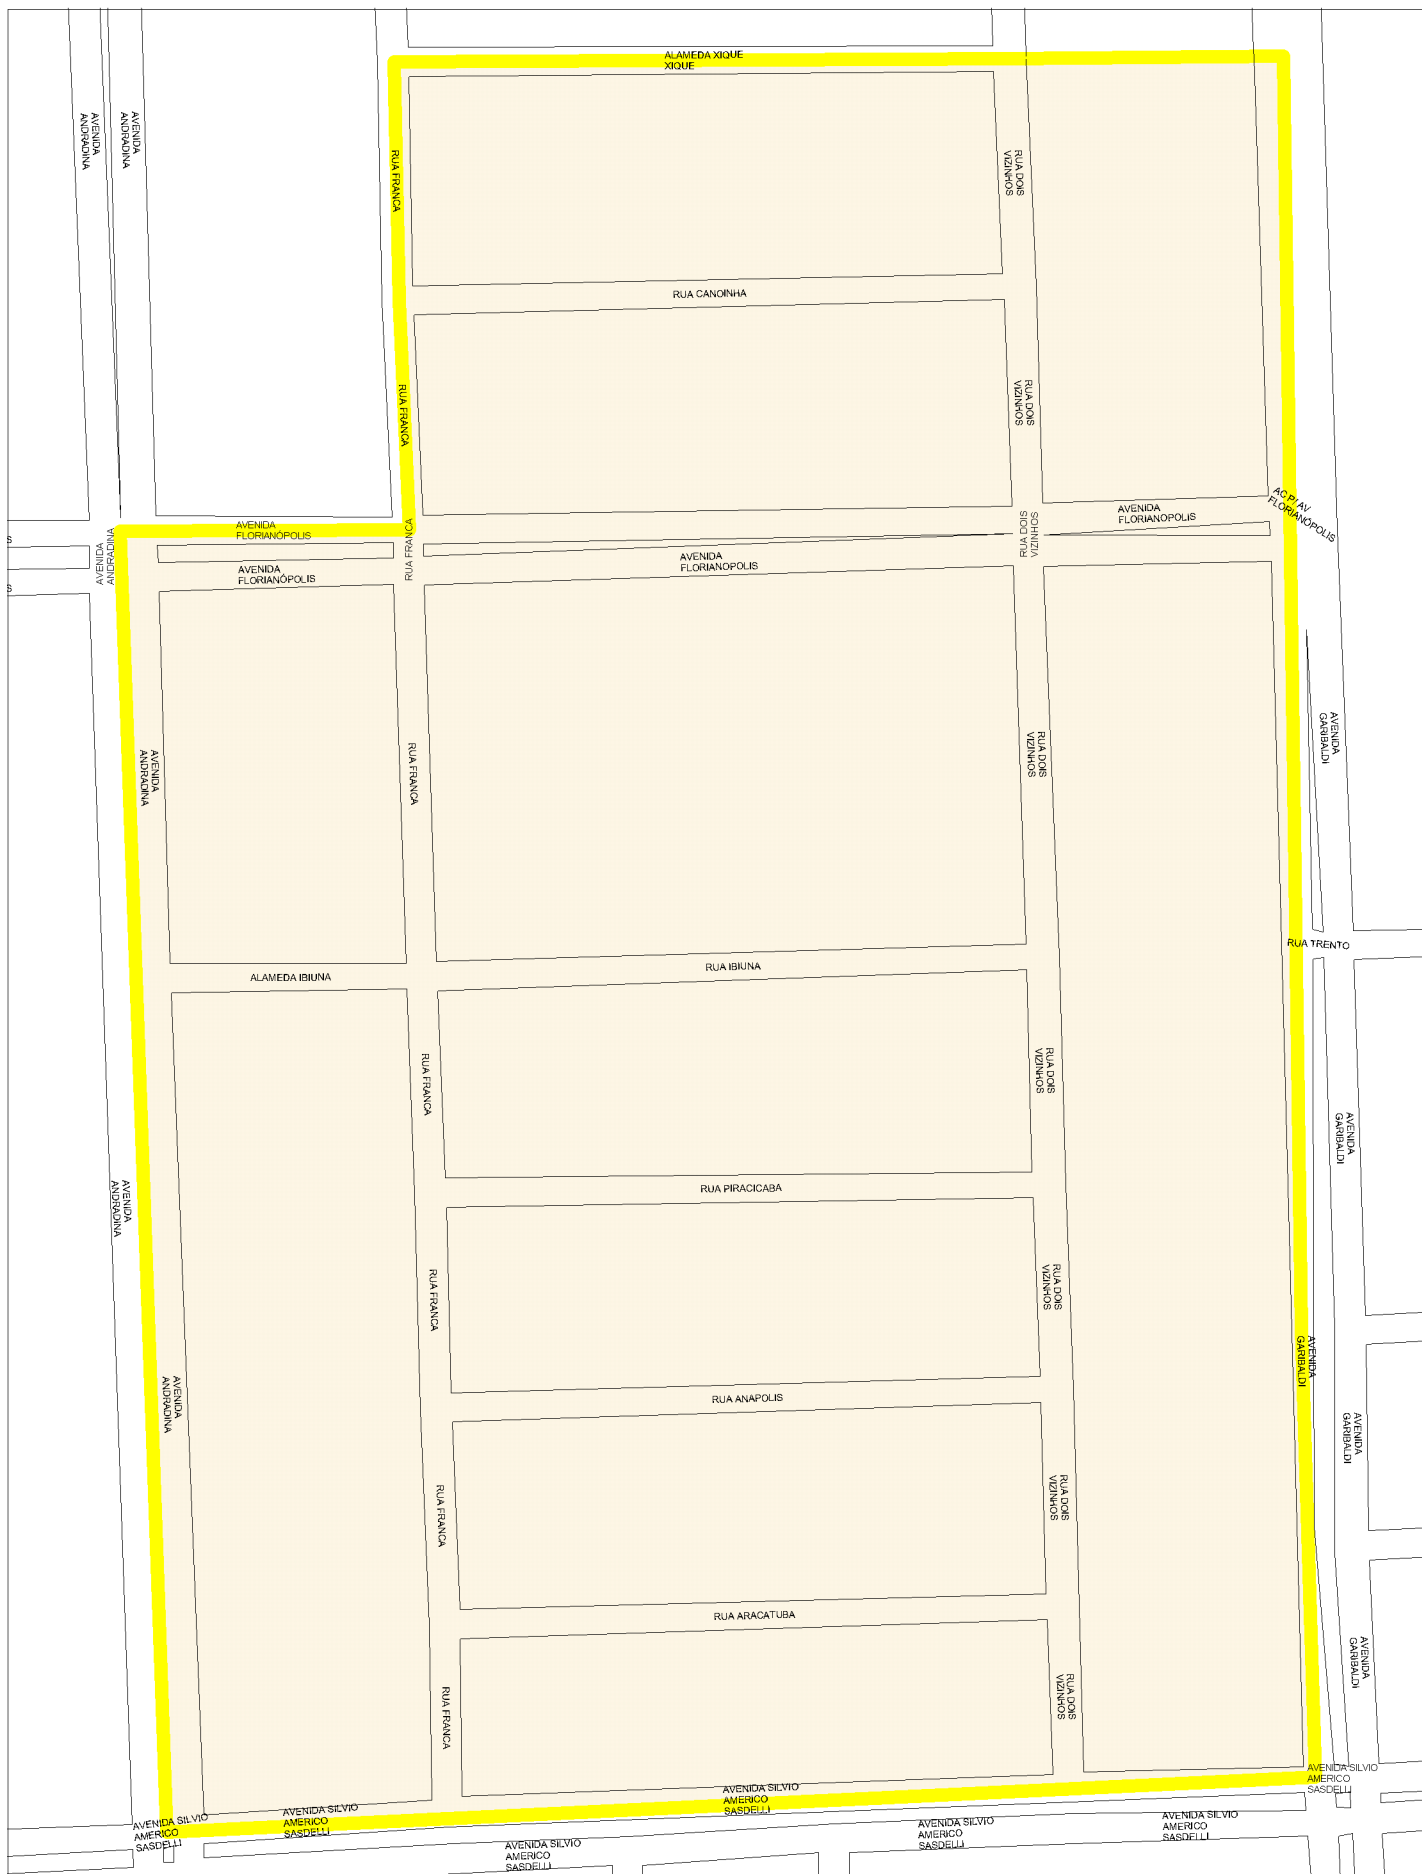 ALAMEDA XIQUE
XIQUE
AVENIDA
ANDRADINA
AVENIDA
ANDRADINA
RUA FRANCA
RUA DOIS
VIZINHOS
RUA CANOINHA
RUA FRANCA
RUA DOIS
VIZINHOS
AC P/ AV
FLORIANÓPOLIS
AVENIDA
FLORIANÓPOLIS
AVENIDA
FLORIANOPOLIS
RUA FRANCA
RUA DOIS
VIZINHOS
S
AVENIDA
ANDRADINA
AVENIDA
FLORIANÓPOLIS
AVENIDA
FLORIANOPOLIS
S
AVENIDA
GARIBALDI
AVENIDA
ANDRADINA
RUA FRANCA
RUA DOIS
VIZINHOS
RUA TRENTO
ALAMEDA IBIUNA
RUA IBIUNA
RUA FRANCA
RUA DOIS
VIZINHOS
AVENIDA
GARIBALDI
AVENIDA
ANDRADINA
RUA PIRACICABA
RUA FRANCA
RUA DOIS
VIZINHOS
AVENIDA
GARIBALDI
AVENIDA
ANDRADINA
RUA ANAPOLIS
AVENIDA
GARIBALDI
RUA FRANCA
RUA DOIS
VIZINHOS
RUA ARACATUBA
AVENIDA
GARIBALDI
RUA FRANCA
RUA DOIS
VIZINHOS
AVENIDA SILVIO
AMERICO
SASDELLI
AVENIDA SILVIO
AMERICO
SASDELLI
AVENIDA SILVIO
AMERICO
SASDELLI
AVENIDA SILVIO
AMERICO
SASDELLI
AVENIDA SILVIO
AMERICO
SASDELLI
AVENIDA SILVIO
AMERICO
SASDELLI
AVENIDA SILVIO
AMERICO
SASDELLI